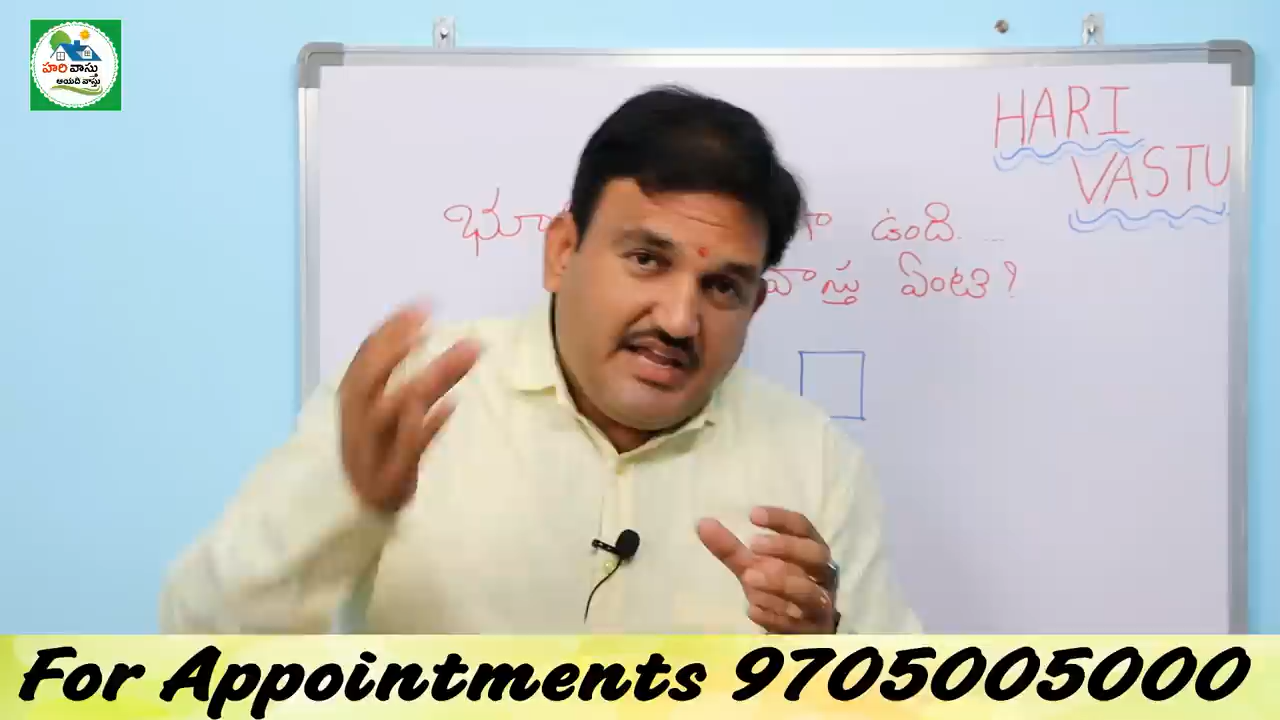 హరి వాస్తు
ఆయాది వాస్తు
HARI
VASTU
ఉంది....
వాస్తు ఏంటి?
For Appointments 9705005000